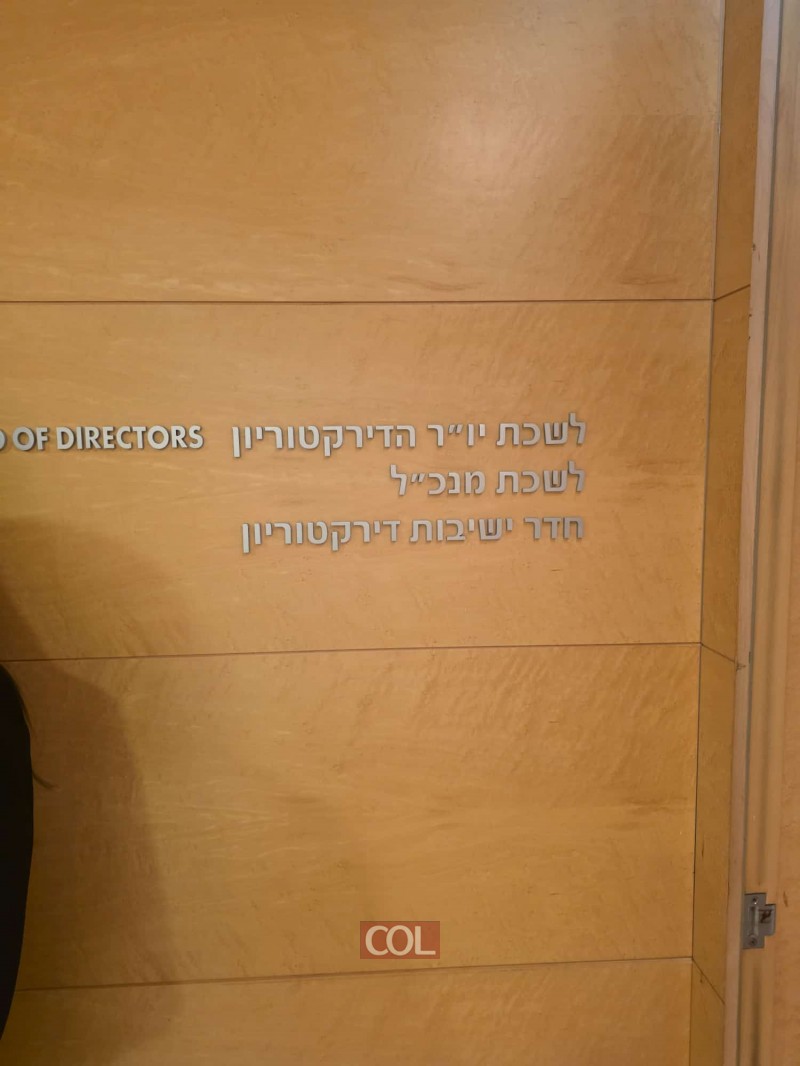 לשכת יו"ר הדירקטוריון
OF DIRECTORS
לשכת מנכ"ל
חדר ישיבות דירקטוריון
COL